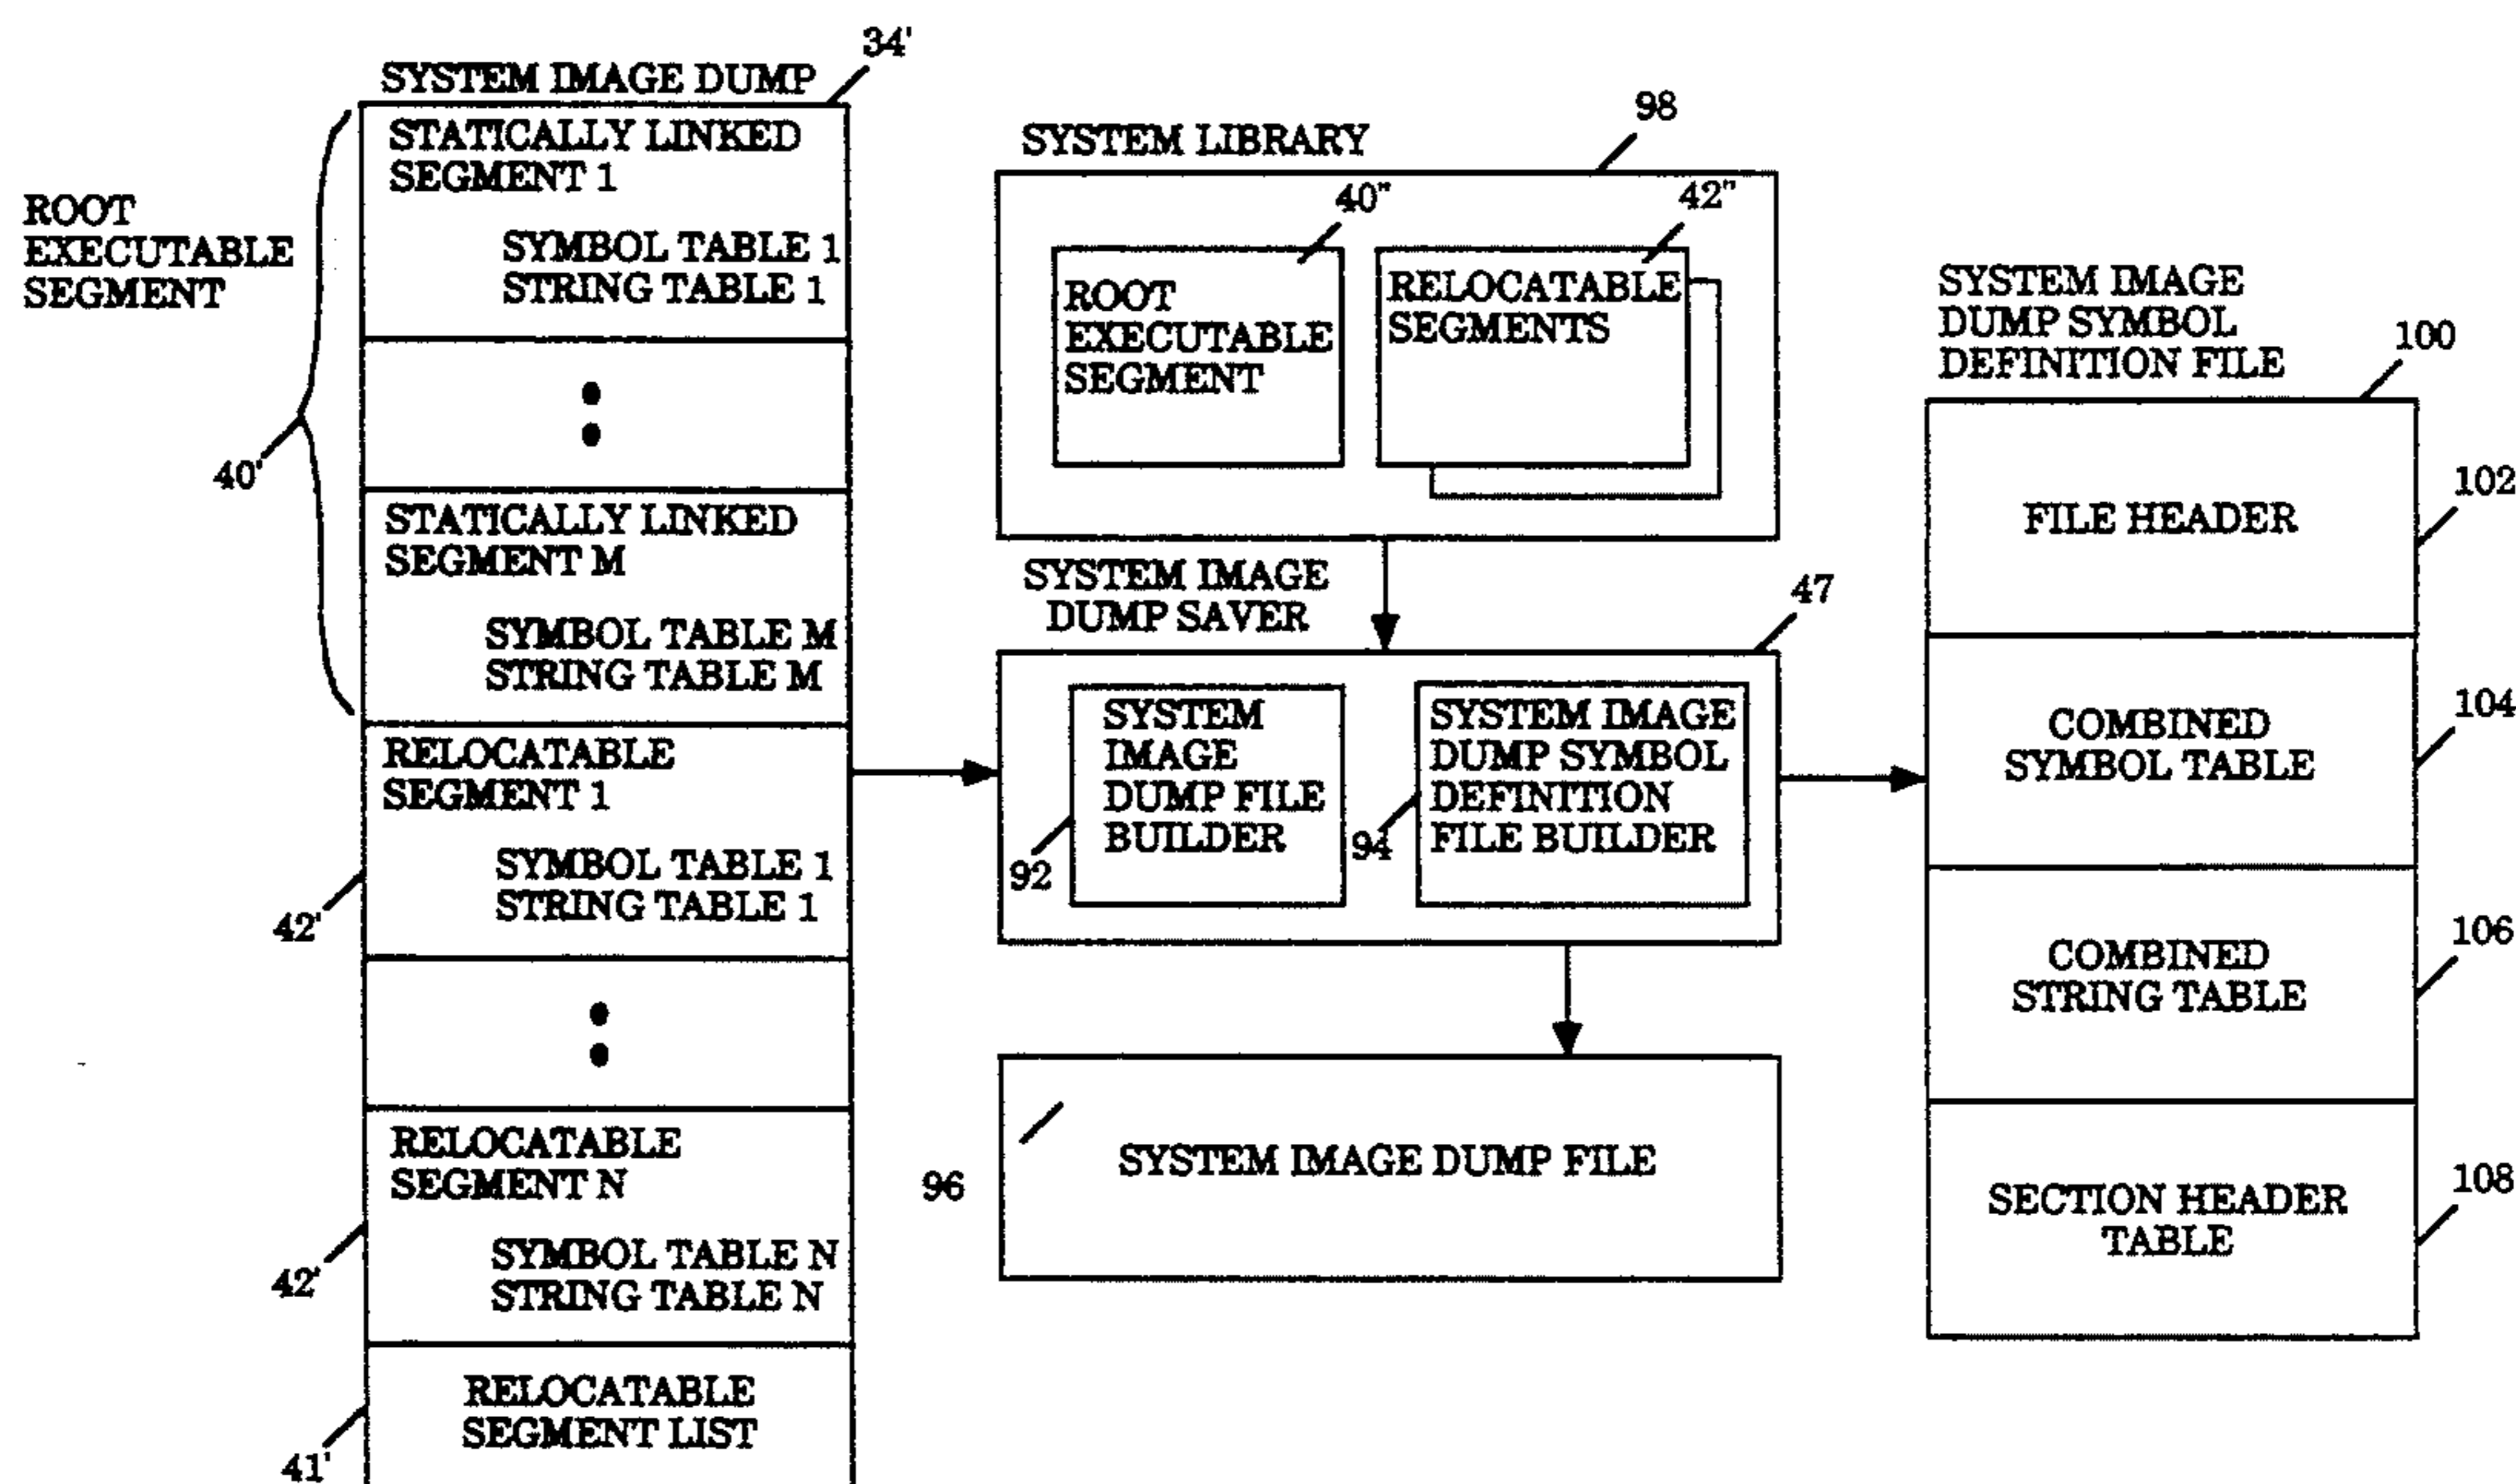 34'
SYSTEM IMAGE DUMP
STATICALLY LINKED
SEGMENT 1
SYMBOL TABLE 1
STRING TABLE 1
ROOT
EXECUTABLE
SEGMENT
40'
STATICALLY LINKED
SEGMENT M
SYMBOL TABLE M
STRING TABLE M
RELOCATABLE
SEGMENT 1
SYMBOL TABLE 1
STRING TABLE 1
42'
RELOCATABLE
SEGMENT N
SYMBOL TABLE N
STRING TABLE N
42'
RELOCATABLE
SEGMENT LIST
41'
98
SYSTEM LIBRARY
40"
ROOT
EXECUTABLE
SEGMENT
42"
RELOCATABLE
SEGMENTS
SYSTEM IMAGE
DUMP SAVER
47
SYSTEM
IMAGE
DUMP FILE
BUILDER
92
SYSTEM IMAGE
DUMP SYMBOL
DEFINITION
FILE BUILDER
94
SYSTEM IMAGE DUMP FILE
96
SYSTEM IMAGE
DUMP SYMBOL
DEFINITION FILE
100
FILE HEADER
102
COMBINED
SYMBOL TABLE
104
COMBINED
STRING TABLE
106
SECTION HEADER
TABLE
108